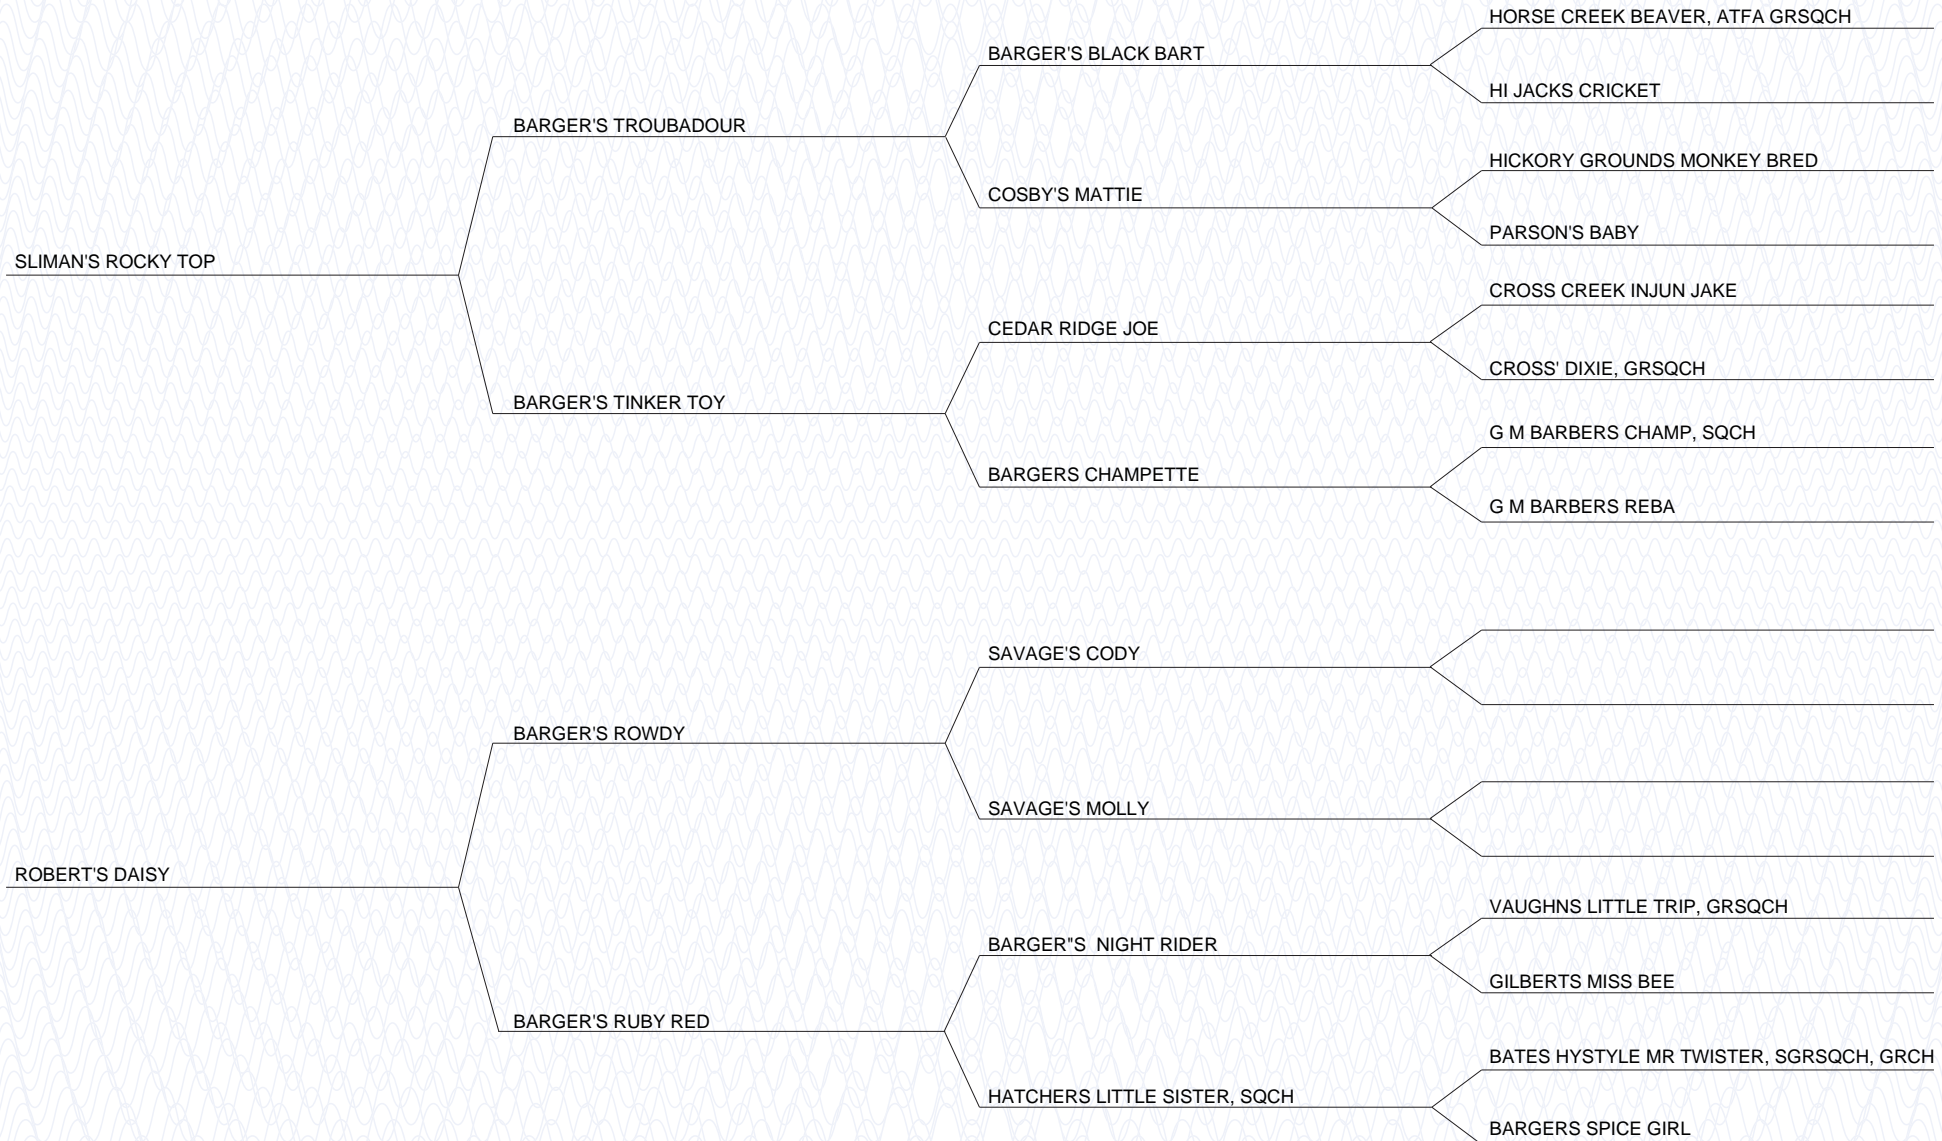 HORSE CREEK BEAVER, ATFA GRSQCH
BARGER'S BLACK BART
HI JACKS CRICKET
BARGER'S TROUBADOUR
HICKORY GROUNDS MONKEY BRED
COSBY'S MATTIE
PARSON'S BABY
SLIMAN'S ROCKY TOP
CROSS CREEK INJUN JAKE
CEDAR RIDGE JOE
CROSS' DIXIE, GRSQCH
BARGER'S TINKER TOY
G M BARBERS CHAMP, SQCH
BARGERS CHAMPETTE
G M BARBERS REBA
SAVAGE'S CODY
BARGER'S ROWDY
SAVAGE'S MOLLY
ROBERT'S DAISY
VAUGHNS LITTLE TRIP, GRSQCH
BARGER"S  NIGHT RIDER
GILBERTS MISS BEE
BARGER'S RUBY RED
BATES HYSTYLE MR TWISTER, SGRSQCH, GRCH
HATCHERS LITTLE SISTER, SQCH
BARGERS SPICE GIRL